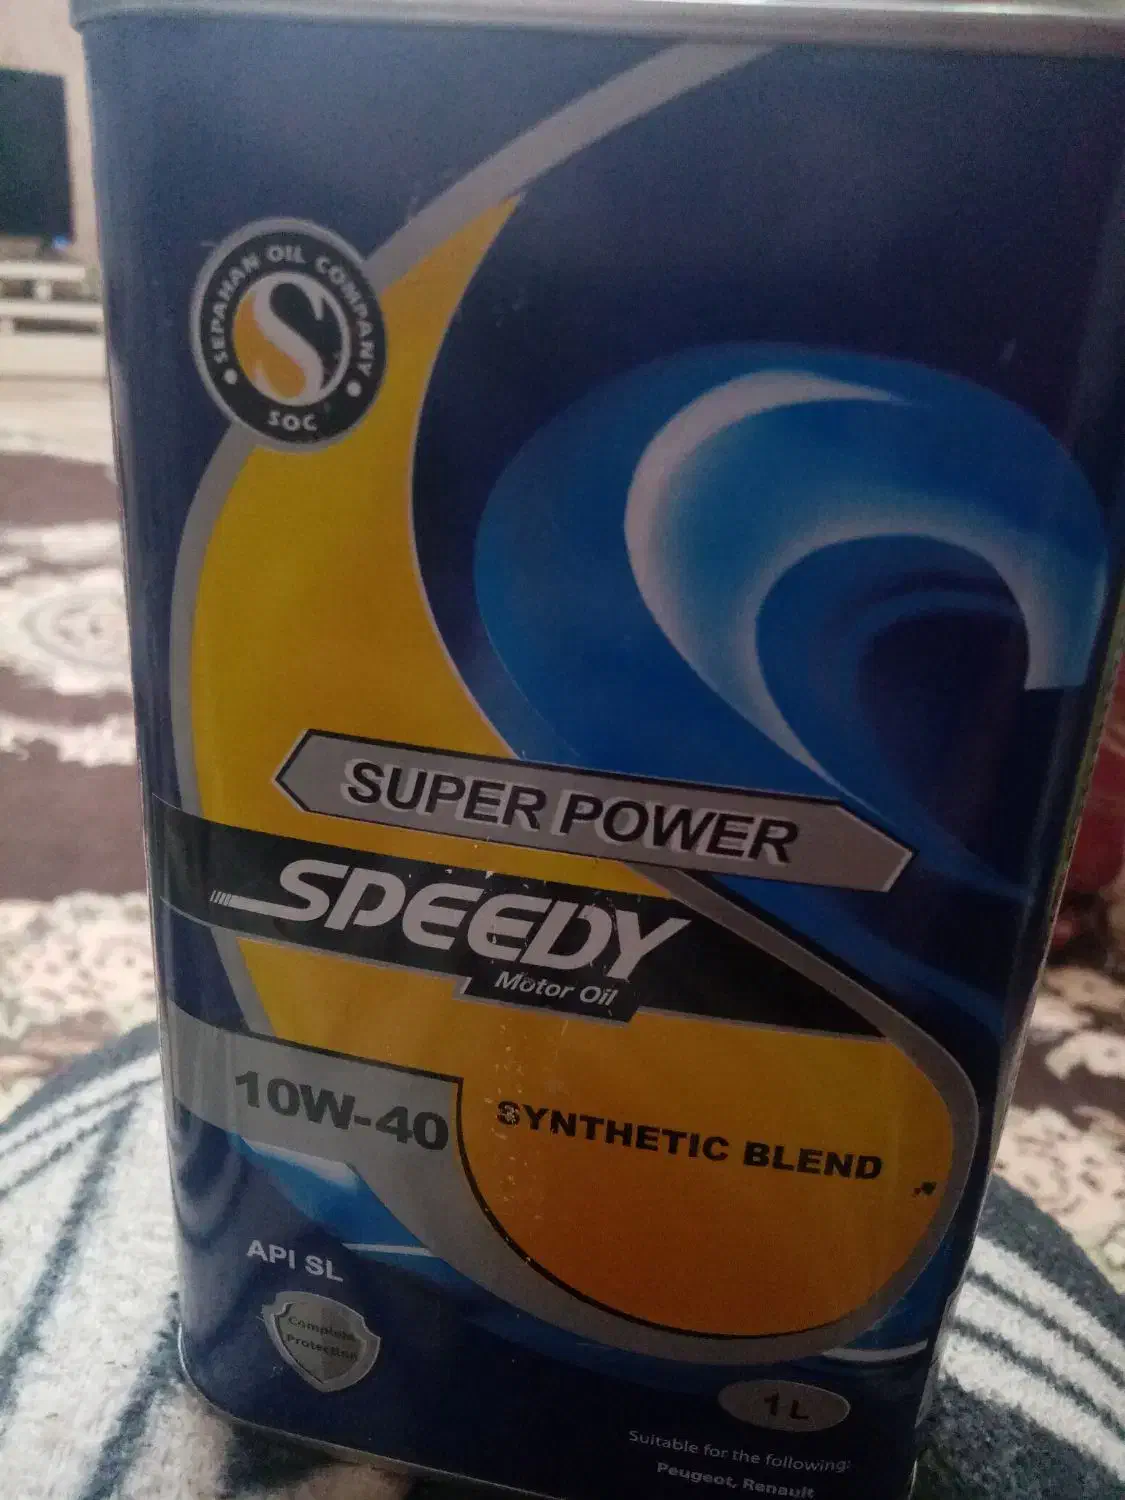 SEPAHAN OIL COMPANY
S
SOC
SUPER POWER
SPEEDY
Motor Oil
10W-40
SYNTHETIC BLEND
API SL
Complete
Protection
1 L
Suitable for the following:
Peugeot, Renault